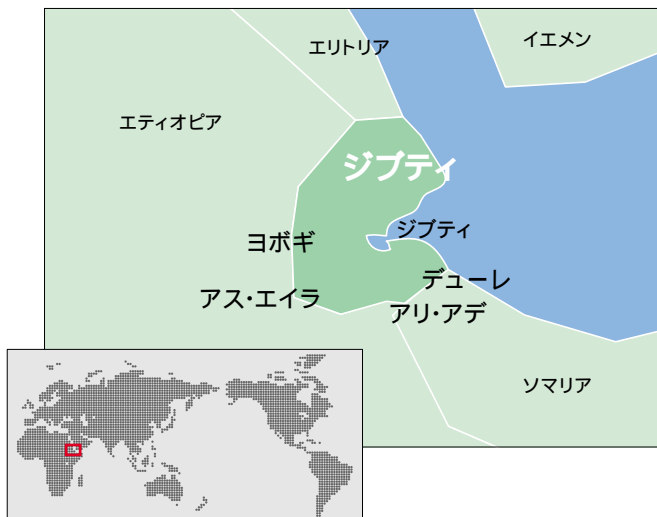 イエメン
エリトリア
エティオピア
ジブティ
ジブティ
ヨボギ
デューレ
アス・エイラ
アリ・アデ
ソマリア